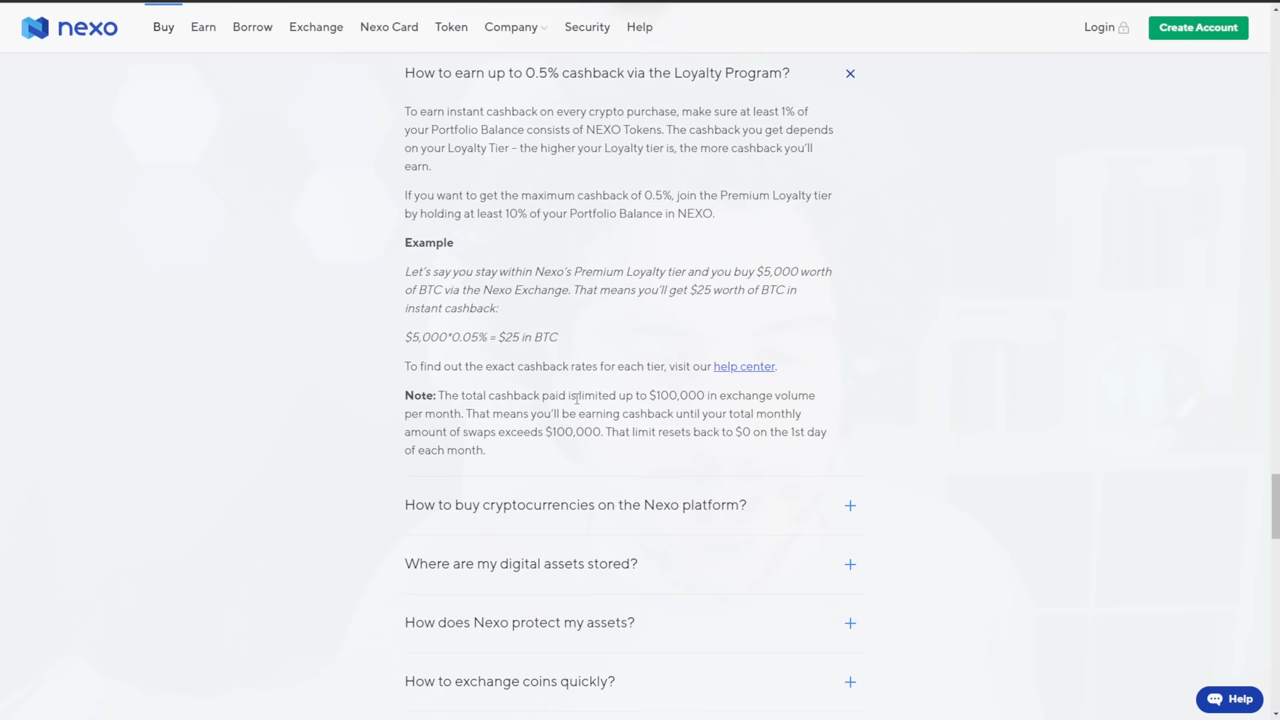 nexo
Buy
Earn
Borrow
Exchange
Nexo Card
Token
Company
Security
Help
Login
Create Account
How to earn up to 0.5% cashback via the Loyalty Program?
To earn instant cashback on every crypto purchase, make sure at least 1% of
your Portfolio Balance consists of NEXO Tokens. The cashback you get depends
on your Loyalty Tier – the higher your Loyalty tier is, the more cashback you'll
earn.
If you want to get the maximum cashback of 0.5%, join the Premium Loyalty tier
by holding at least 10% of your Portfolio Balance in NEXO.
Example
Let's say you stay within Nexo's Premium Loyalty tier and you buy $5,000 worth
of BTC via the Nexo Exchange. That means you'll get $25 worth of BTC in
instant cashback:
$5,000*0.05% = $25 in BTC
To find out the exact cashback rates for each tier, visit our help center.
Note: The total cashback paid is limited up to $100,000 in exchange volume
per month. That means you'll be earning cashback until your total monthly
amount of swaps exceeds $100,000. That limit resets back to $0 on the 1st day
of each month.
How to buy cryptocurrencies on the Nexo platform?
Where are my digital assets stored?
How does Nexo protect my assets?
How to exchange coins quickly?
Help